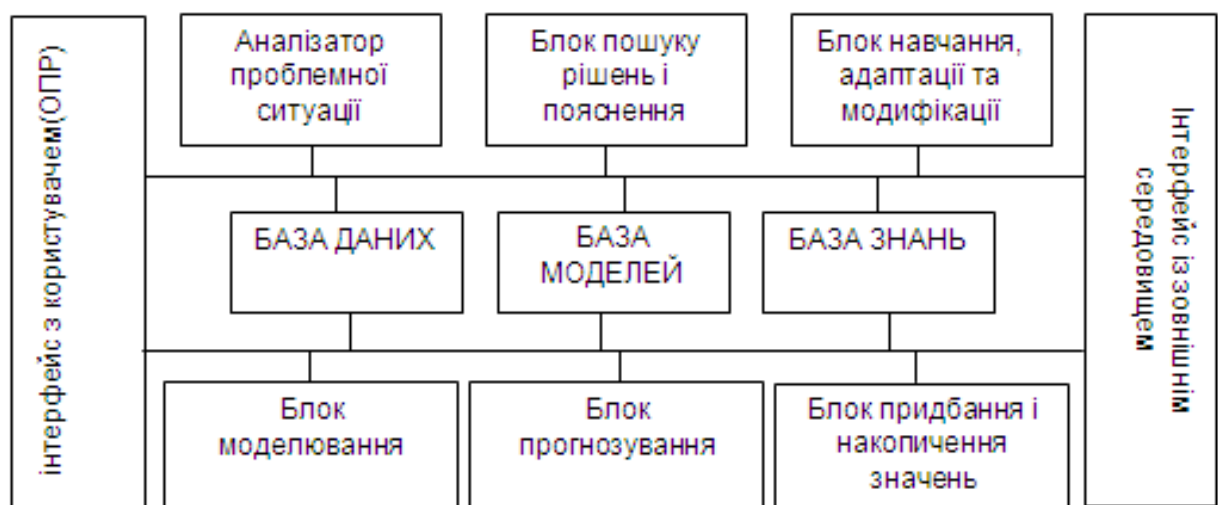 інтерфейс з користувачем(ОПР)
Аналізатор
проблемної
ситуації
Блок пошуку
рішень і
пояснення
Блок навчання,
адаптації та
модифікації
БАЗА ДАНИХ
БАЗА
МОДЕЛЕЙ
БАЗА ЗНАНЬ
Блок
моделювання
Блок
прогнозування
Блок придбання і
накопичення
значень
Інтерфейс із зовнішнім
середовищем